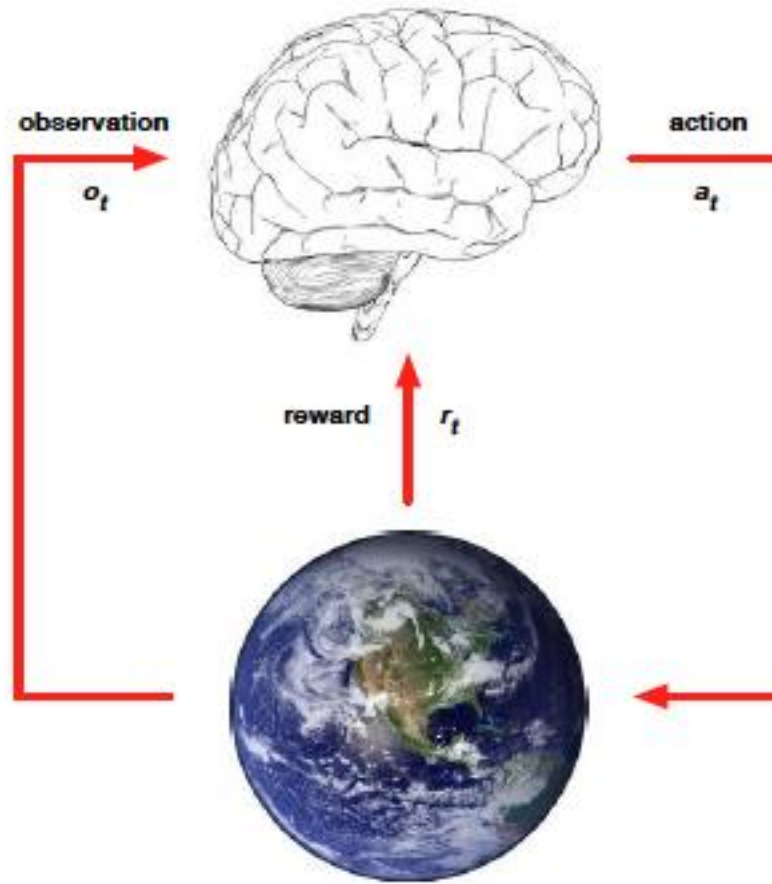 observation
o_t
action
a_t
reward r_t